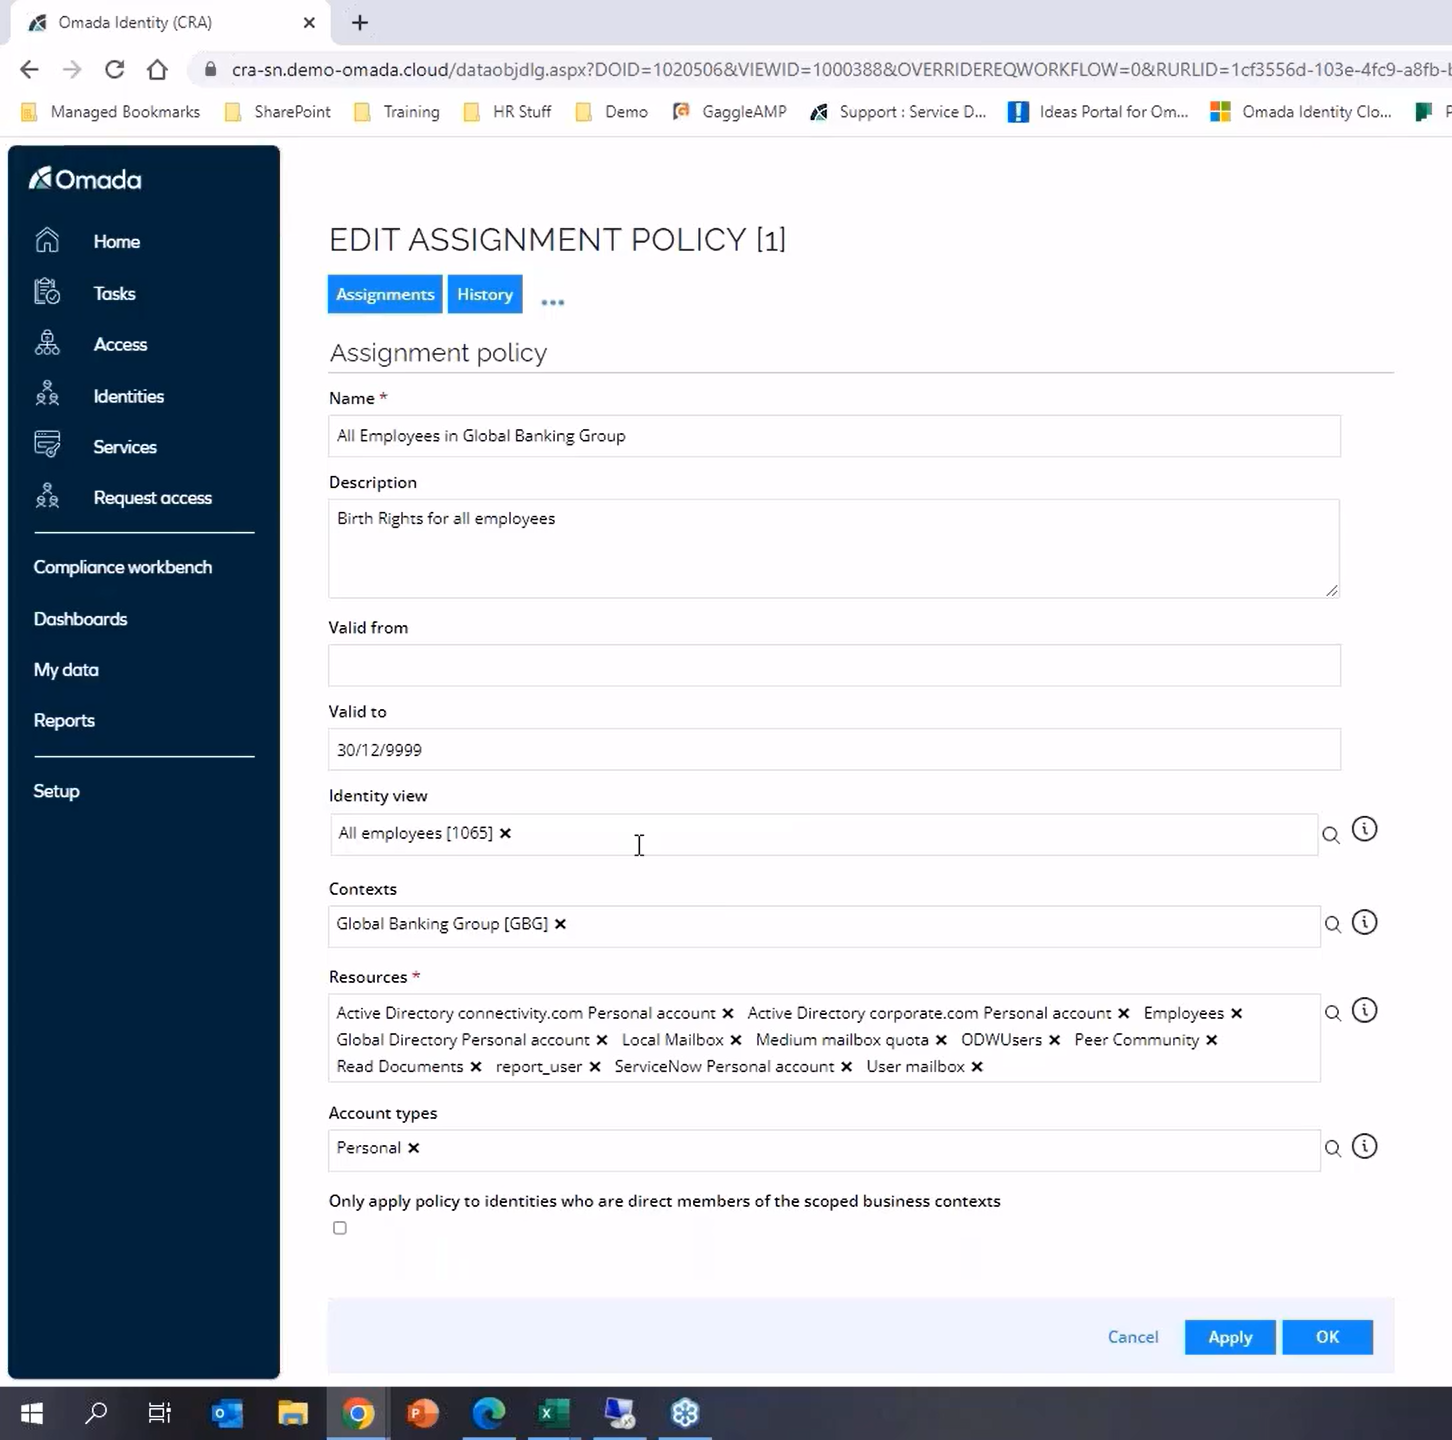 Omada Identity (CRA)
cra-sn.demo-omada.cloud/dataobjdlg.aspx?DOID=1020506&VIEWID=1000388&OVERRIDEREQWORKFLOW=0&RURLID=1cf3556d-103e-4fc9-a8fb-
Managed Bookmarks SharePoint Training HR Stuff Demo GaggleAMP Support : Service D... Ideas Portal for Om... Omada Identity Clo...
Omada
Home
Tasks
Access
Identities
Services
Request access
Compliance workbench
Dashboards
My data
Reports
Setup
EDIT ASSIGNMENT POLICY [1]
Assignments History ...
Assignment policy
Name *
All Employees in Global Banking Group
Description
Birth Rights for all employees
Valid from
Valid to
30/12/9999
Identity view
All employees [1065]
Contexts
Global Banking Group [GBG]
Resources *
Active Directory connectivity.com Personal account Active Directory corporate.com Personal account Employees
Global Directory Personal account Local Mailbox Medium mailbox quota ODWUsers Peer Community
Read Documents report_user ServiceNow Personal account User mailbox
Account types
Personal
Only apply policy to identities who are direct members of the scoped business contexts
Cancel Apply OK